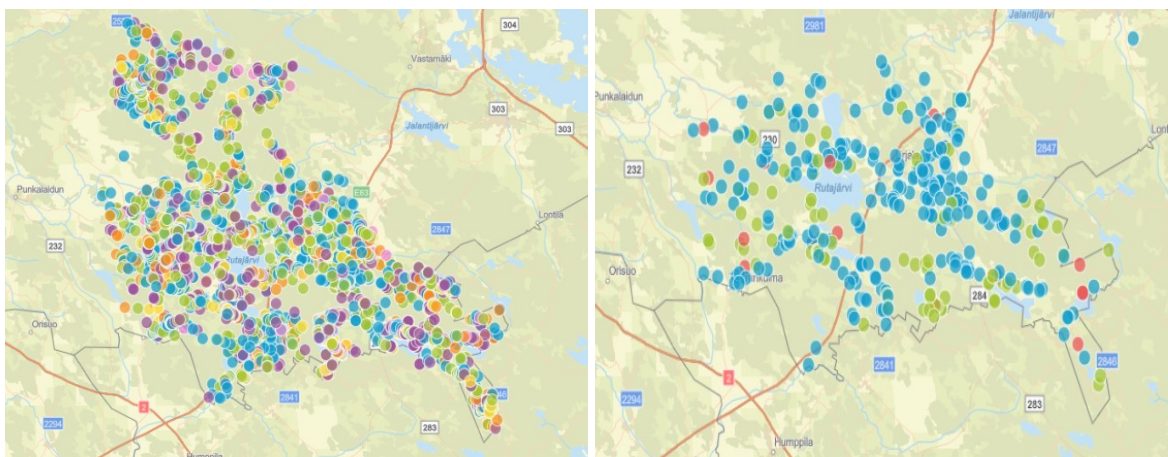 304
Vastamäki
303
303
Jalantijärvi
Punkalaidun
E63
Lontila
2847
232
Rutajärvi
Orisuo
2841
2
2294
283
Humppila
Jalantijärvi
2981
Punkalaidun
230
2847
232
Rutajärvi
Orisuo
284
2841
2846
2
2294
283
Humppila